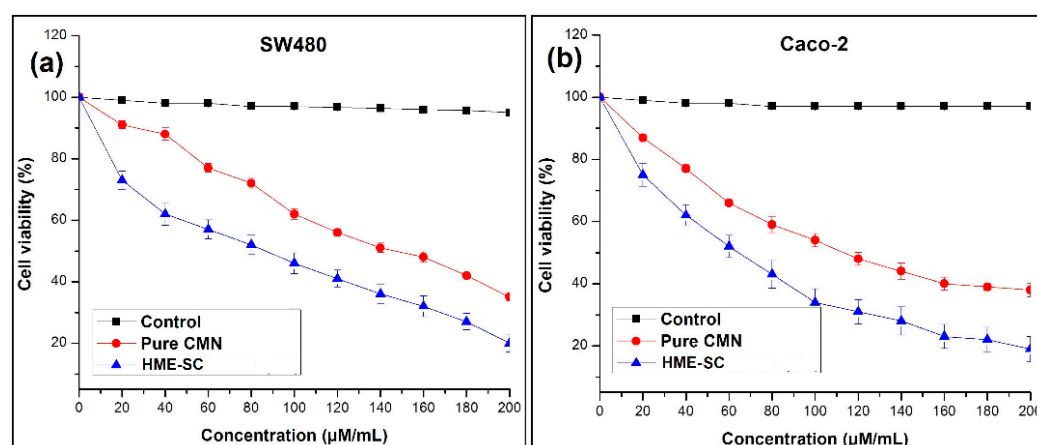 (a)
SW480
120
100
80
60
40
20
Cell viability (%)
Control
Pure CMN
HME-SC
0 20 40 60 80 100 120 140 160 180 200
Concentration (µM/mL)
(b)
Caco-2
120
100
80
60
40
20
Cell viability (%)
Control
Pure CMN
HME-SC
0 20 40 60 80 100 120 140 160 180 200
Concentration (µM/mL)